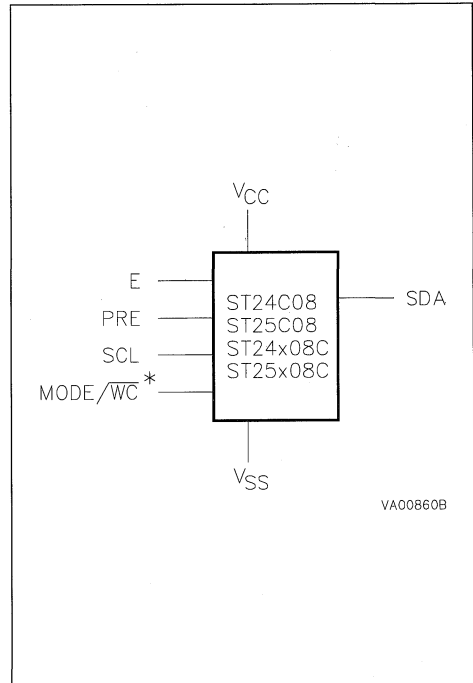 VCC
E
PRE
SCL
MODE/WC *
ST24C08
ST25C08
ST24x08C
ST25x08C
SDA
VSS
VA00860B